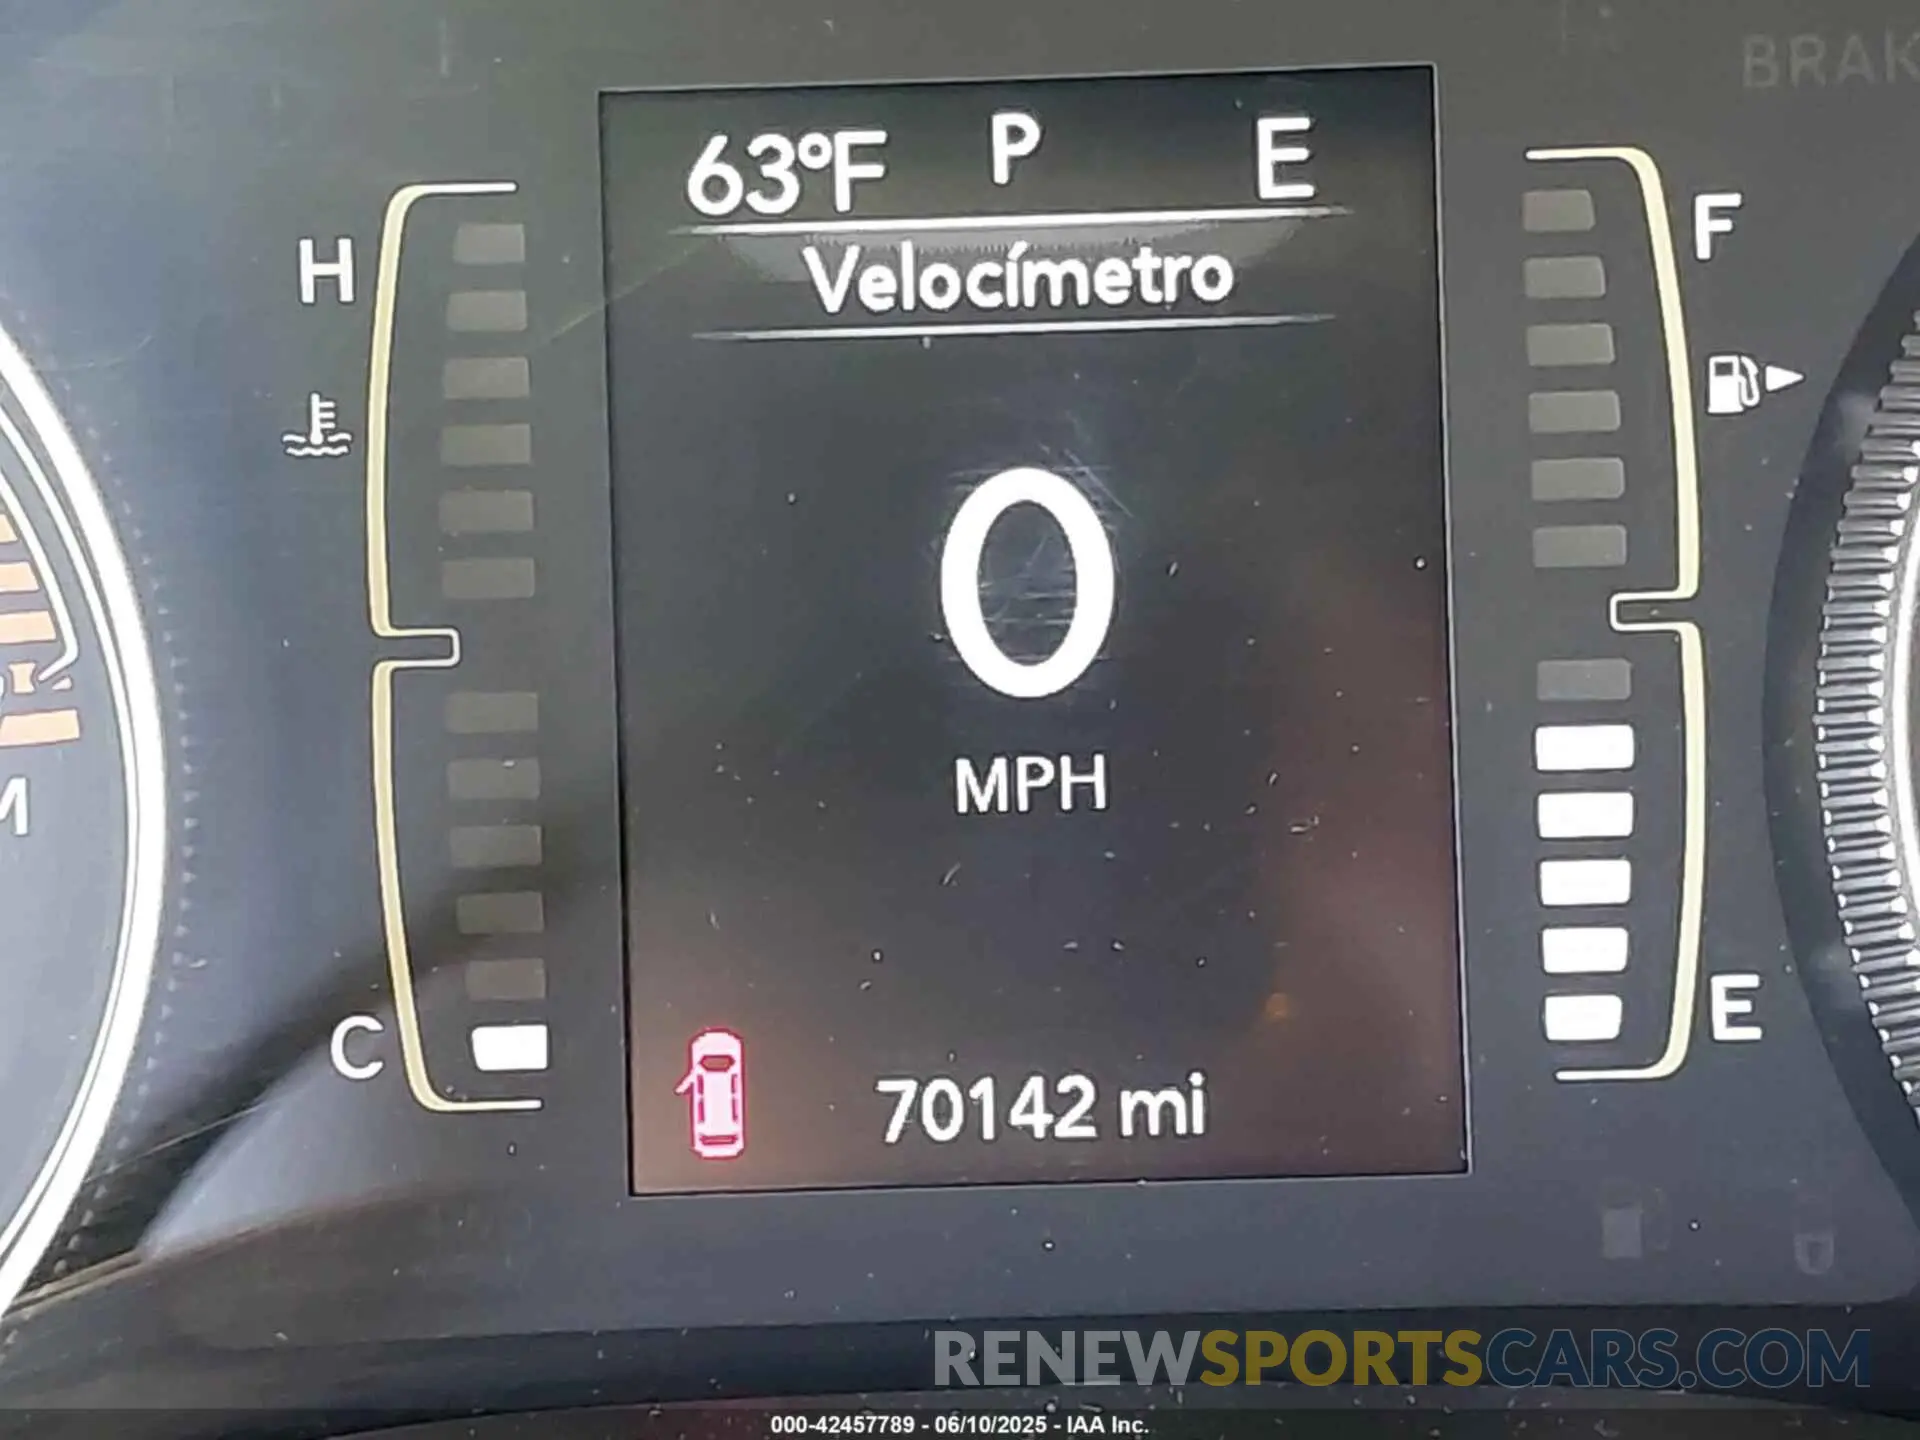 BRAK
63°F P E
Velocímetro
H
F
0
MPH
C
E
70142 mi
RENEWSPORTSCARS.COM
000-42457789 - 06/10/2025 - IAA Inc.